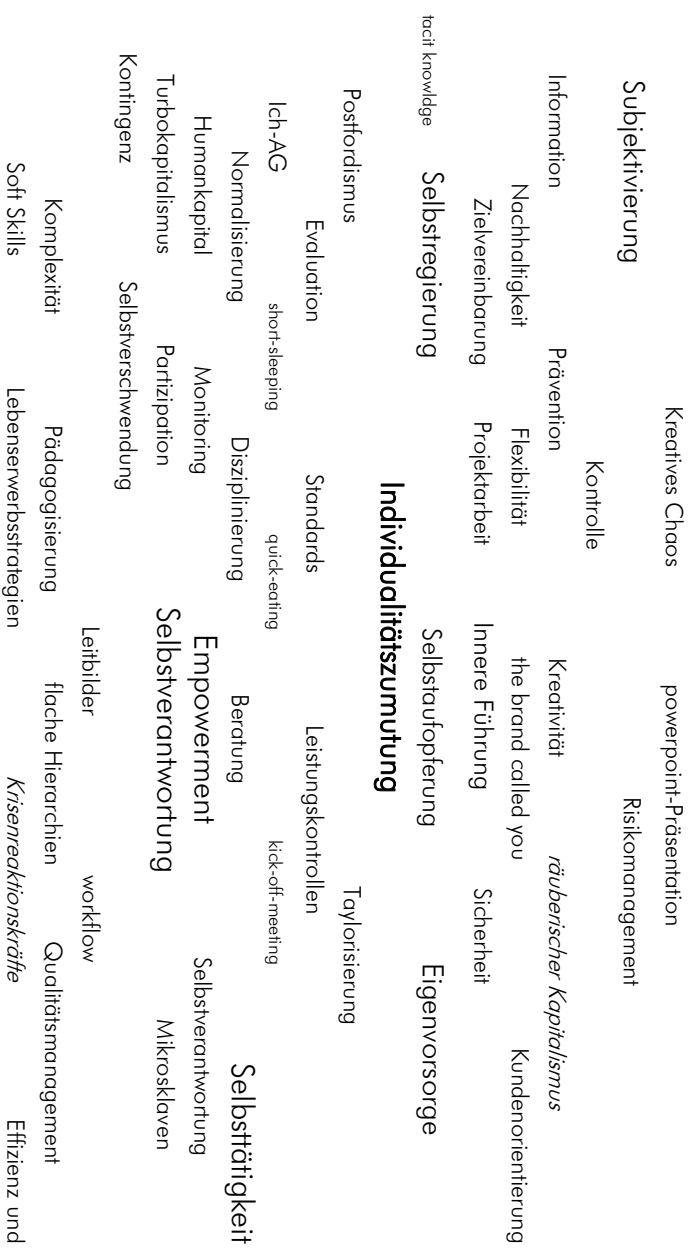 Kreatives Chaos powerpoint-Präsentation
Subjektivierung Risikomanagement
Kontrolle
Information Prävention Kreativität räuberischer Kapitalismus
Nachhaltigkeit Flexibilität the brand called you Kundenorientierung
Zielvereinbarung Projektarbeit Innere Führung Sicherheit
tacit knowldge Selbstregierung Selbstaufopferung Eigenvorsorge
Individualitätszumutung
Postfordismus Taylorisierung
Evaluation Standards Leistungskontrollen
Ich-AG short-sleeping quick-eating kick-off-meeting
Normalisierung Disziplinierung Beratung Selbsttätigkeit
Humankapital Monitoring Empowerment Selbstverantwortung
Turbokapitalismus Partizipation Selbstverantwortung Mikrosklaven
Kontingenz Selbstverschwendung
Leitbilder workflow
Komplexität Pädagogisierung flache Hierarchien Qualitätsmanagement
Soft Skills Lebenserwerbsstrategien Krisenreaktionskräfte Effizienz und